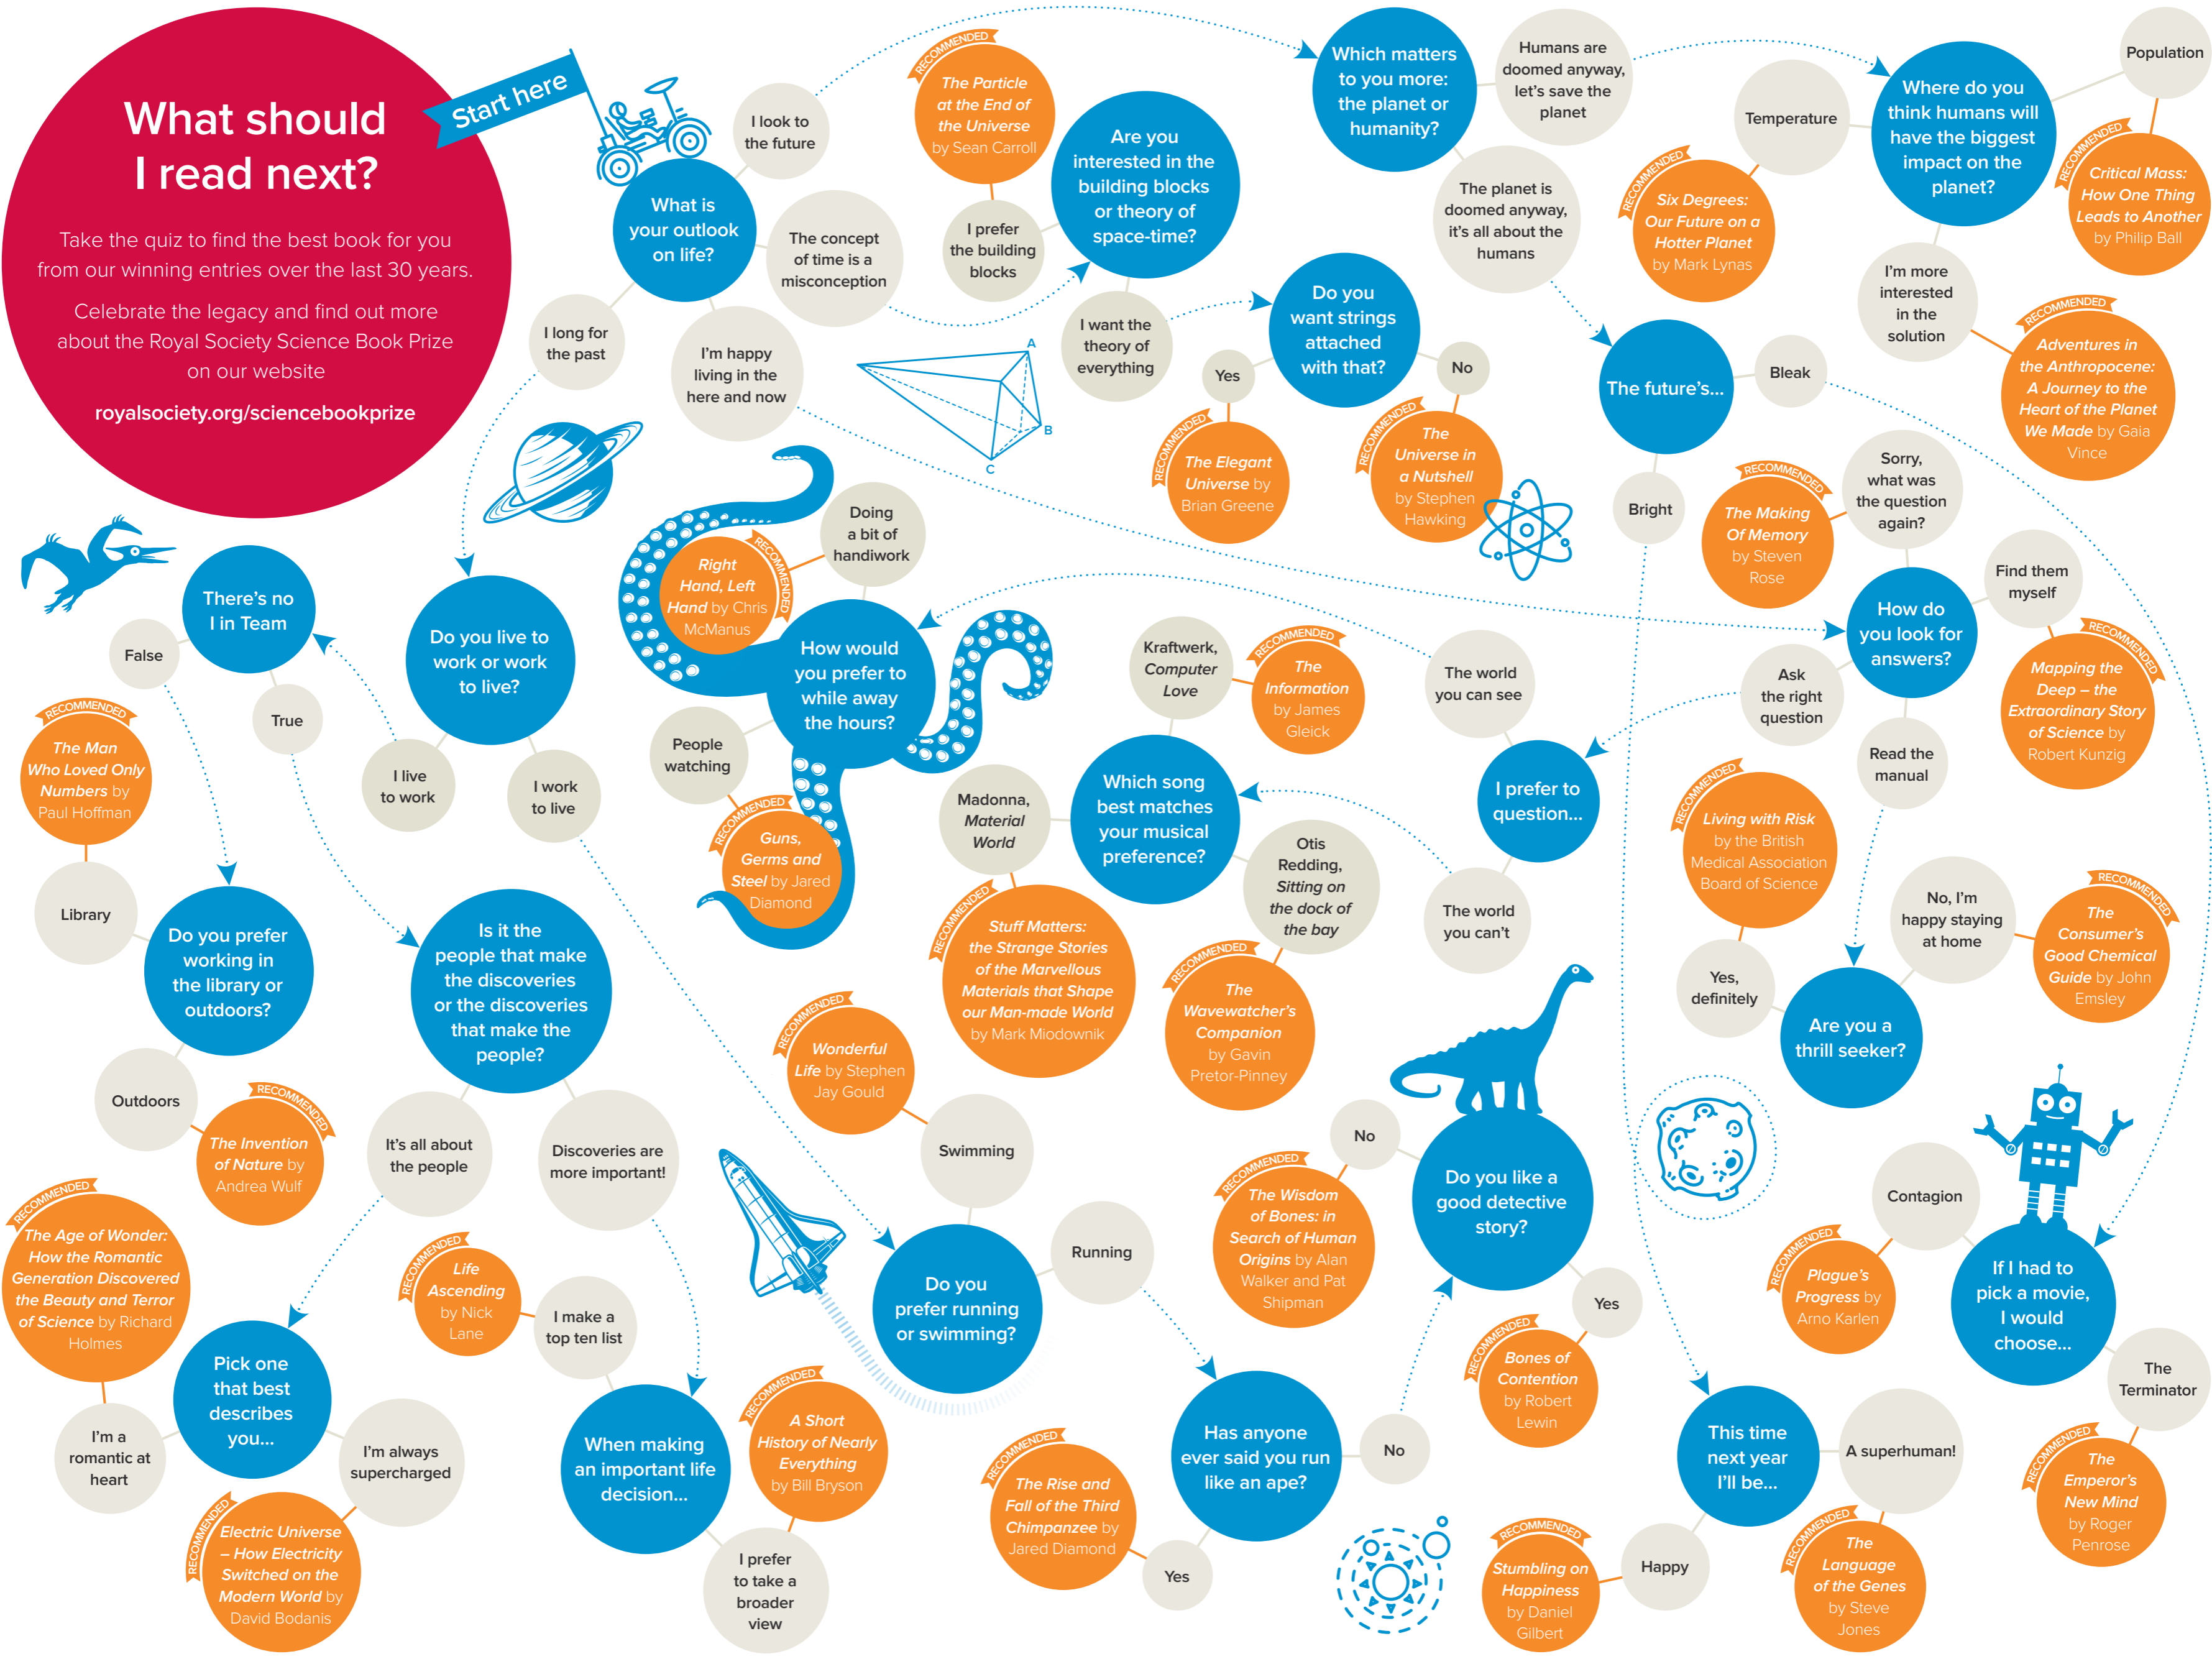 What should
I read next?
Take the quiz to find the best book for you
from our winning entries over the last 30 years.
Celebrate the legacy and find out more
about the Royal Society Science Book Prize
on our website
royalsociety.org/sciencebookprize
Start here
What is
your outlook
on life?
I look to
the future
The concept
of time is a
misconception
I'm happy
living in the
here and now
I long for
the past
RECOMMENDED
The Particle
at the End of
the Universe
by Sean Carroll
I prefer
the building
blocks
Are you
interested in the
building blocks
or theory of
space-time?
I want the
theory of
everything
Do you
want strings
attached
with that?
Yes
RECOMMENDED
The Elegant
Universe by
Brian Greene
No
RECOMMENDED
The
Universe in
a Nutshell
by Stephen
Hawking
A
B
C
Which matters
to you more:
the planet or
humanity?
Humans are
doomed anyway,
let's save the
planet
The planet is
doomed anyway,
it's all about the
humans
Where do you
think humans will
have the biggest
impact on the
planet?
Population
RECOMMENDED
Critical Mass:
How One Thing
Leads to Another
by Philip Ball
Temperature
RECOMMENDED
Six Degrees:
Our Future on a
Hotter Planet
by Mark Lynas
I'm more
interested
in the
solution
RECOMMENDED
Adventures in
the Anthropocene:
A Journey to the
Heart of the Planet
We Made by Gaia
Vince
The future's...
Bleak
Bright
Sorry,
what was
the question
again?
RECOMMENDED
The Making
Of Memory
by Steven
Rose
How do
you look for
answers?
Find them
myself
RECOMMENDED
Mapping the
Deep – the
Extraordinary Story
of Science by
Robert Kunzig
Ask
the right
question
Read the
manual
I prefer to
question...
The world
you can see
The world
you can't
Doing
a bit of
handiwork
RECOMMENDED
Right
Hand, Left
Hand by Chris
McManus
How would
you prefer to
while away
the hours?
People
watching
RECOMMENDED
Guns,
Germs and
Steel by Jared
Diamond
Kraftwerk,
Computer
Love
RECOMMENDED
The
Information
by James
Gleick
Which song
best matches
your musical
preference?
Madonna,
Material
World
RECOMMENDED
Stuff Matters:
the Strange Stories
of the Marvellous
Materials that Shape
our Man-made World
by Mark Miodownik
Otis
Redding,
Sitting on
the dock of
the bay
RECOMMENDED
The
Wavewatcher's
Companion
by Gavin
Pretor-Pinney
There's no
I in Team
False
True
Do you live to
work or work
to live?
I live
to work
I work
to live
RECOMMENDED
The Man
Who Loved Only
Numbers by
Paul Hoffman
Library
Do you prefer
working in
the library or
outdoors?
Outdoors
RECOMMENDED
The Invention
of Nature by
Andrea Wulf
Is it the
people that make
the discoveries
or the discoveries
that make the
people?
It's all about
the people
Discoveries are
more important!
RECOMMENDED
The Age of Wonder:
How the Romantic
Generation Discovered
the Beauty and Terror
of Science by Richard
Holmes
Pick one
that best
describes
you...
I'm a
romantic at
heart
I'm always
supercharged
RECOMMENDED
Electric Universe
– How Electricity
Switched on the
Modern World by
David Bodanis
RECOMMENDED
Life
Ascending
by Nick
Lane
I make a
top ten list
When making
an important life
decision...
RECOMMENDED
A Short
History of Nearly
Everything
by Bill Bryson
I prefer
to take a
broader
view
RECOMMENDED
Wonderful
Life by Stephen
Jay Gould
Swimming
Do you
prefer running
or swimming?
Running
Has anyone
ever said you run
like an ape?
RECOMMENDED
The Rise and
Fall of the Third
Chimpanzee by
Jared Diamond
Yes
No
Do you like a
good detective
story?
No
RECOMMENDED
The Wisdom
of Bones: in
Search of Human
Origins by Alan
Walker and Pat
Shipman
Yes
RECOMMENDED
Bones of
Contention
by Robert
Lewin
RECOMMENDED
Living with Risk
by the British
Medical Association
Board of Science
Yes,
definitely
Are you a
thrill seeker?
No, I'm
happy staying
at home
RECOMMENDED
The
Consumer's
Good Chemical
Guide by John
Emsley
Contagion
RECOMMENDED
Plague's
Progress by
Arno Karlen
If I had to
pick a movie,
I would
choose...
The
Terminator
RECOMMENDED
The
Emperor's
New Mind
by Roger
Penrose
This time
next year
I'll be...
A superhuman!
RECOMMENDED
The
Language
of the Genes
by Steve
Jones
Happy
RECOMMENDED
Stumbling on
Happiness
by Daniel
Gilbert